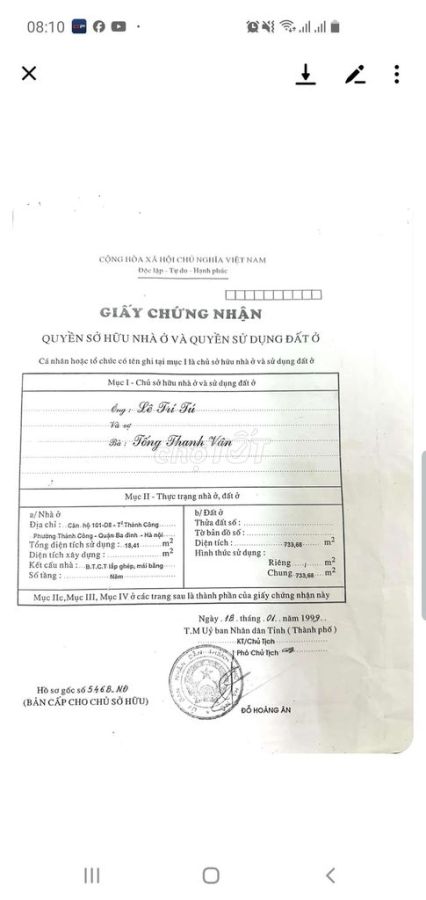 08:10
CỘNG HÒA XÃ HỘI CHỦ NGHĨA VIỆT NAM
Độc lập - Tự do - Hạnh phúc
GIẤY CHỨNG NHẬN
QUYỀN SỞ HỮU NHÀ Ở VÀ QUYỀN SỬ DỤNG ĐẤT Ở
Cá nhân hoặc tổ chức có tên ghi tại mục I là chủ sở hữu nhà ở và sử dụng đất ở
Mục I - Chủ sở hữu nhà ở và sử dụng đất ở
Ông: Lê Trí Tú
Và vợ
Bà: Tống Thanh Vân
chợTỐT
Mục II - Thực trạng nhà ở, đất ở
a/ Nhà ở
Địa chỉ: Căn hộ 101-D8 - TT Thành Công
Phường Thành Công - Quận Ba đình - Hà nội
Tổng diện tích sử dụng: 18,41 m2
Diện tích xây dựng: m2
Kết cấu nhà: B.T.C.T lắp ghép, mái bằng
Số tầng: Năm
b/ Đất ở
Thửa đất số:
Tờ bản đồ số:
Diện tích: 733,68 m2
Hình thức sử dụng:
Riêng / m2
Chung 733,68 m2
Mục IIc, Mục III, Mục IV ở các trang sau là thành phần của giấy chứng nhận này
Ngày 18 tháng 01 năm 1999
T.M Uỷ ban Nhân dân Tỉnh (Thành phố)
KT/Chủ Tịch
Phó Chủ Tịch
Hồ sơ gốc số 5468.NĐ
(BẢN CẤP CHO CHỦ SỞ HỮU)
ĐỖ HOÀNG ÂN